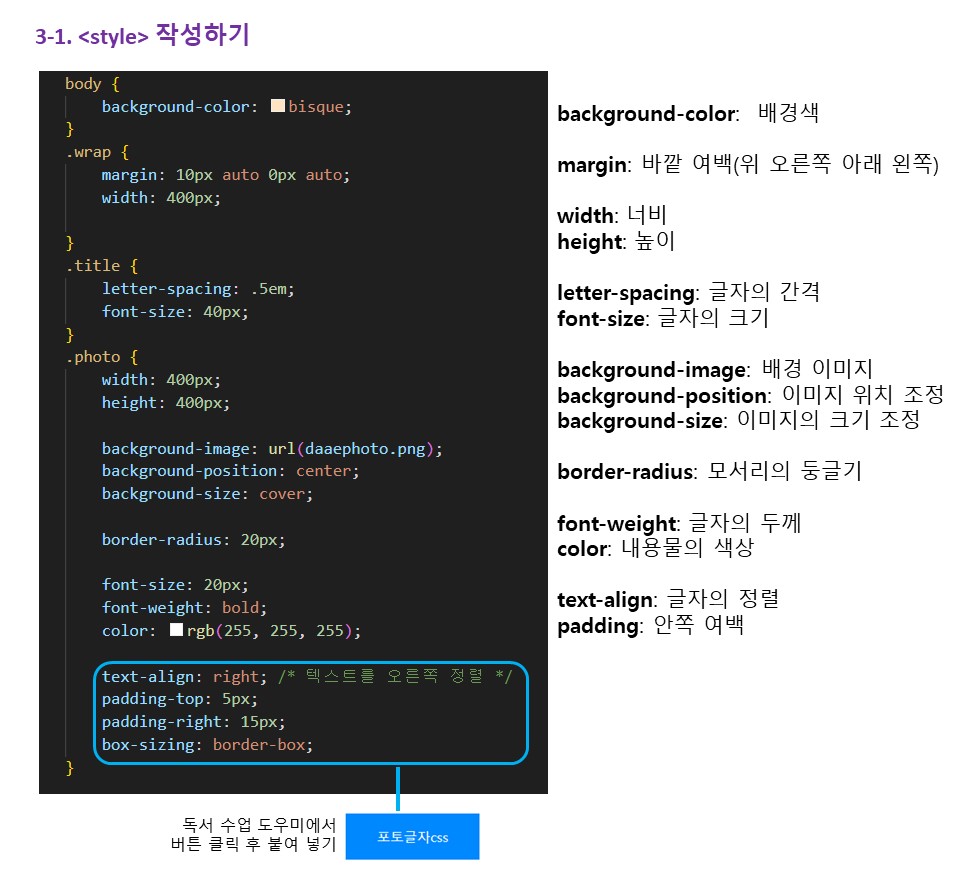 3-1. <style> 작성하기
body {
background-color: bisque;
}
.wrap {
margin: 10px auto 0px auto;
width: 400px;
}
.title {
letter-spacing: .5em;
font-size: 40px;
}
.photo {
width: 400px;
height: 400px;
background-image: url(daaephoto.png);
background-position: center;
background-size: cover;
border-radius: 20px;
font-size: 20px;
font-weight: bold;
color: rgb(255, 255, 255);
text-align: right; /* 텍스트를 오른쪽 정렬 */
padding-top: 5px;
padding-right: 15px;
box-sizing: border-box;
}
background-color: 배경색
margin: 바깥 여백(위 오른쪽 아래 왼쪽)
width: 너비
height: 높이
letter-spacing: 글자의 간격
font-size: 글자의 크기
background-image: 배경 이미지
background-position: 이미지 위치 조정
background-size: 이미지의 크기 조정
border-radius: 모서리의 둥글기
font-weight: 글자의 두께
color: 내용물의 색상
text-align: 글자의 정렬
padding: 안쪽 여백
독서 수업 도우미에서
버튼 클릭 후 붙여 넣기
포토글자css